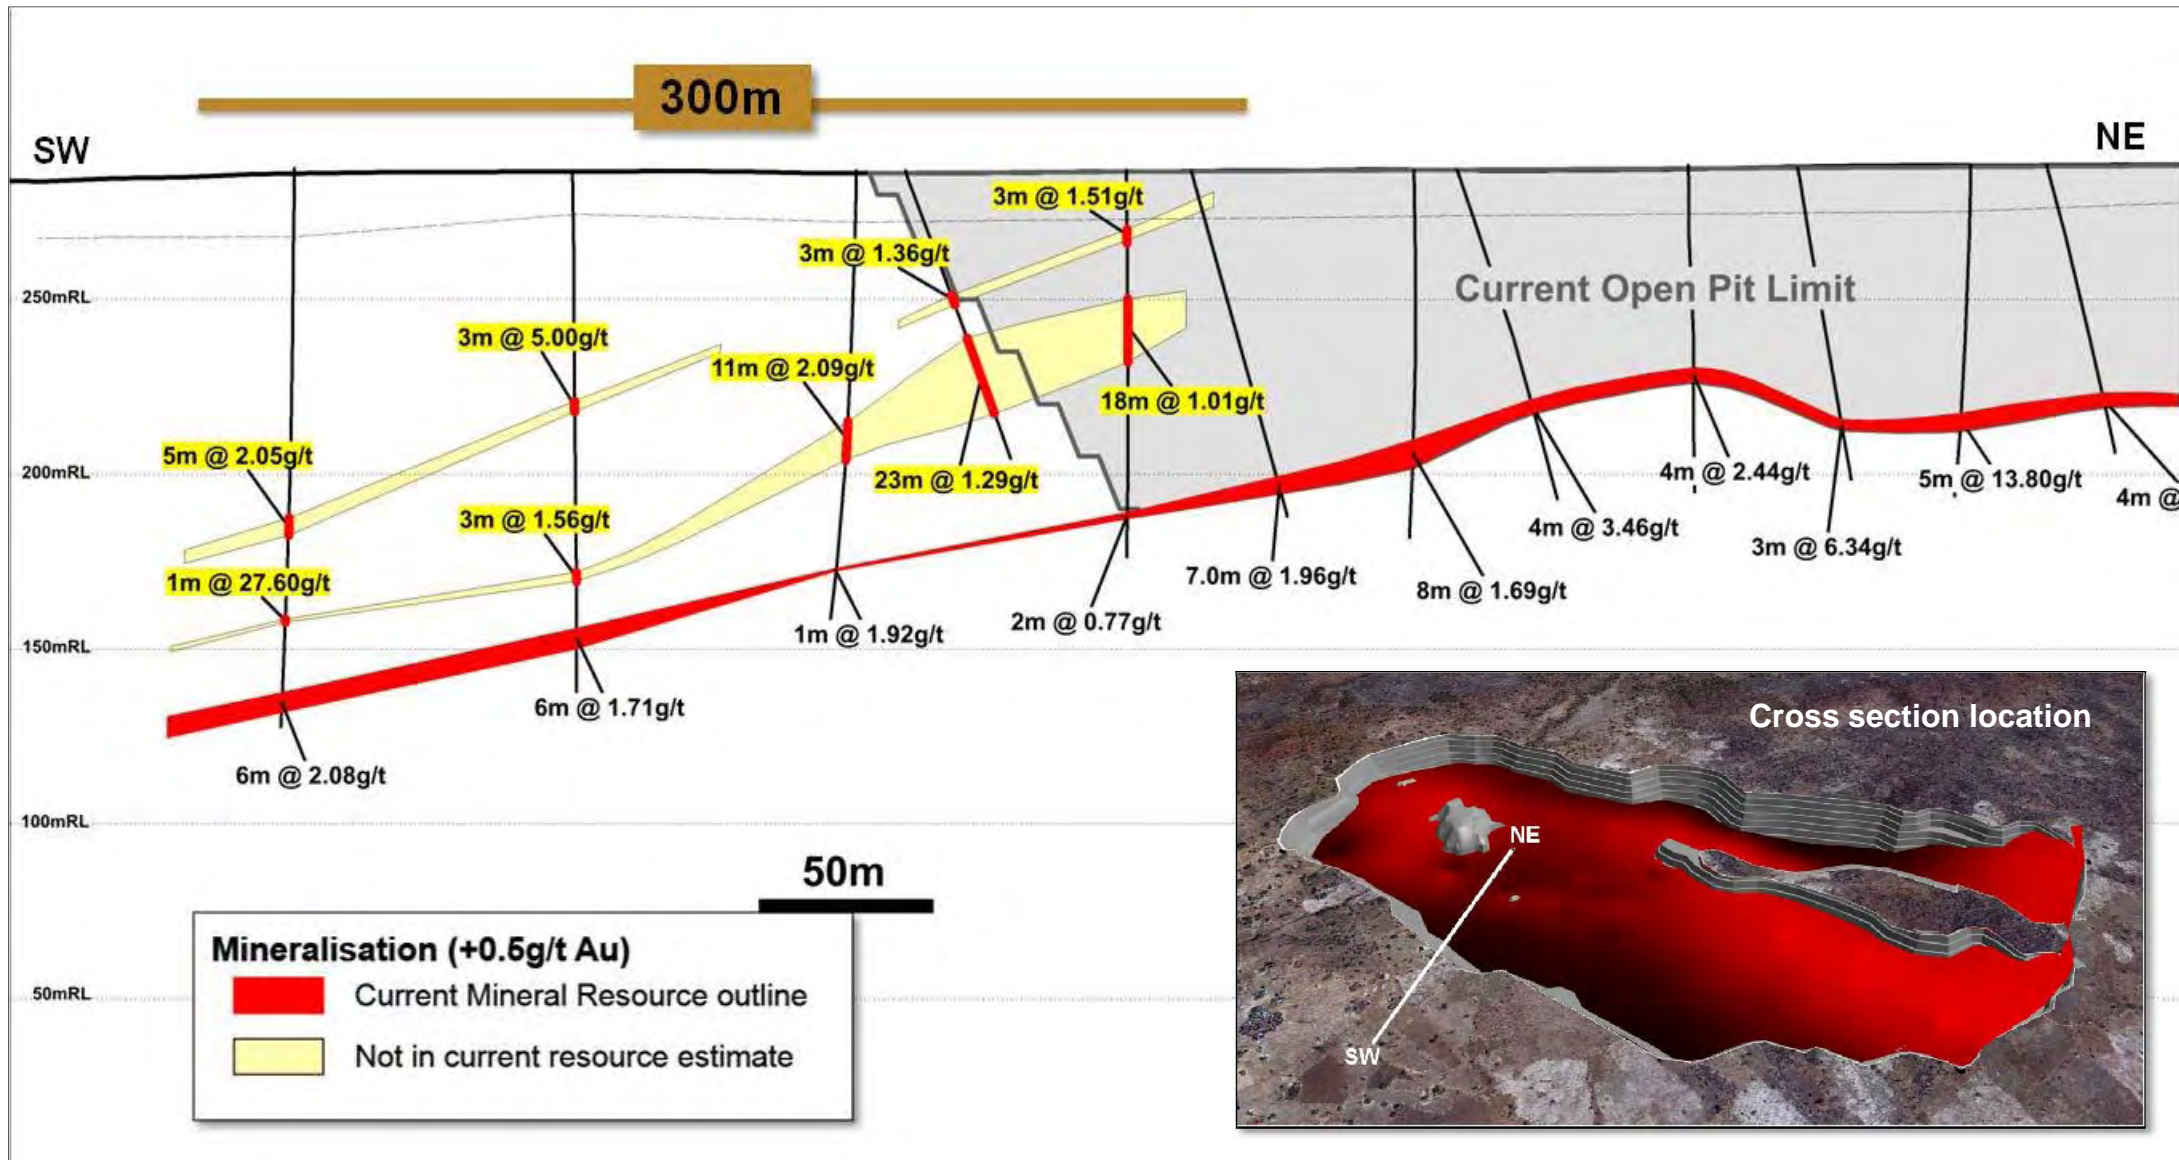 300m
SW
NE
3m @ 1.51g/t
3m @ 1.36g/t
250mRL
Current Open Pit Limit
3m @ 5.00g/t
11m @ 2.09g/t
18m @ 1.01g/t
5m @ 2.05g/t
200mRL
23m @ 1.29g/t
4m @ 2.44g/t
5m @ 13.80g/t
4m @
3m @ 1.56g/t
4m @ 3.46g/t
3m @ 6.34g/t
1m @ 27.60g/t
7.0m @ 1.96g/t
8m @ 1.69g/t
1m @ 1.92g/t
2m @ 0.77g/t
150mRL
6m @ 1.71g/t
6m @ 2.08g/t
100mRL
50m
50mRL
Mineralisation (+0.5g/t Au)
Current Mineral Resource outline
Not in current resource estimate
Cross section location
NE
SW